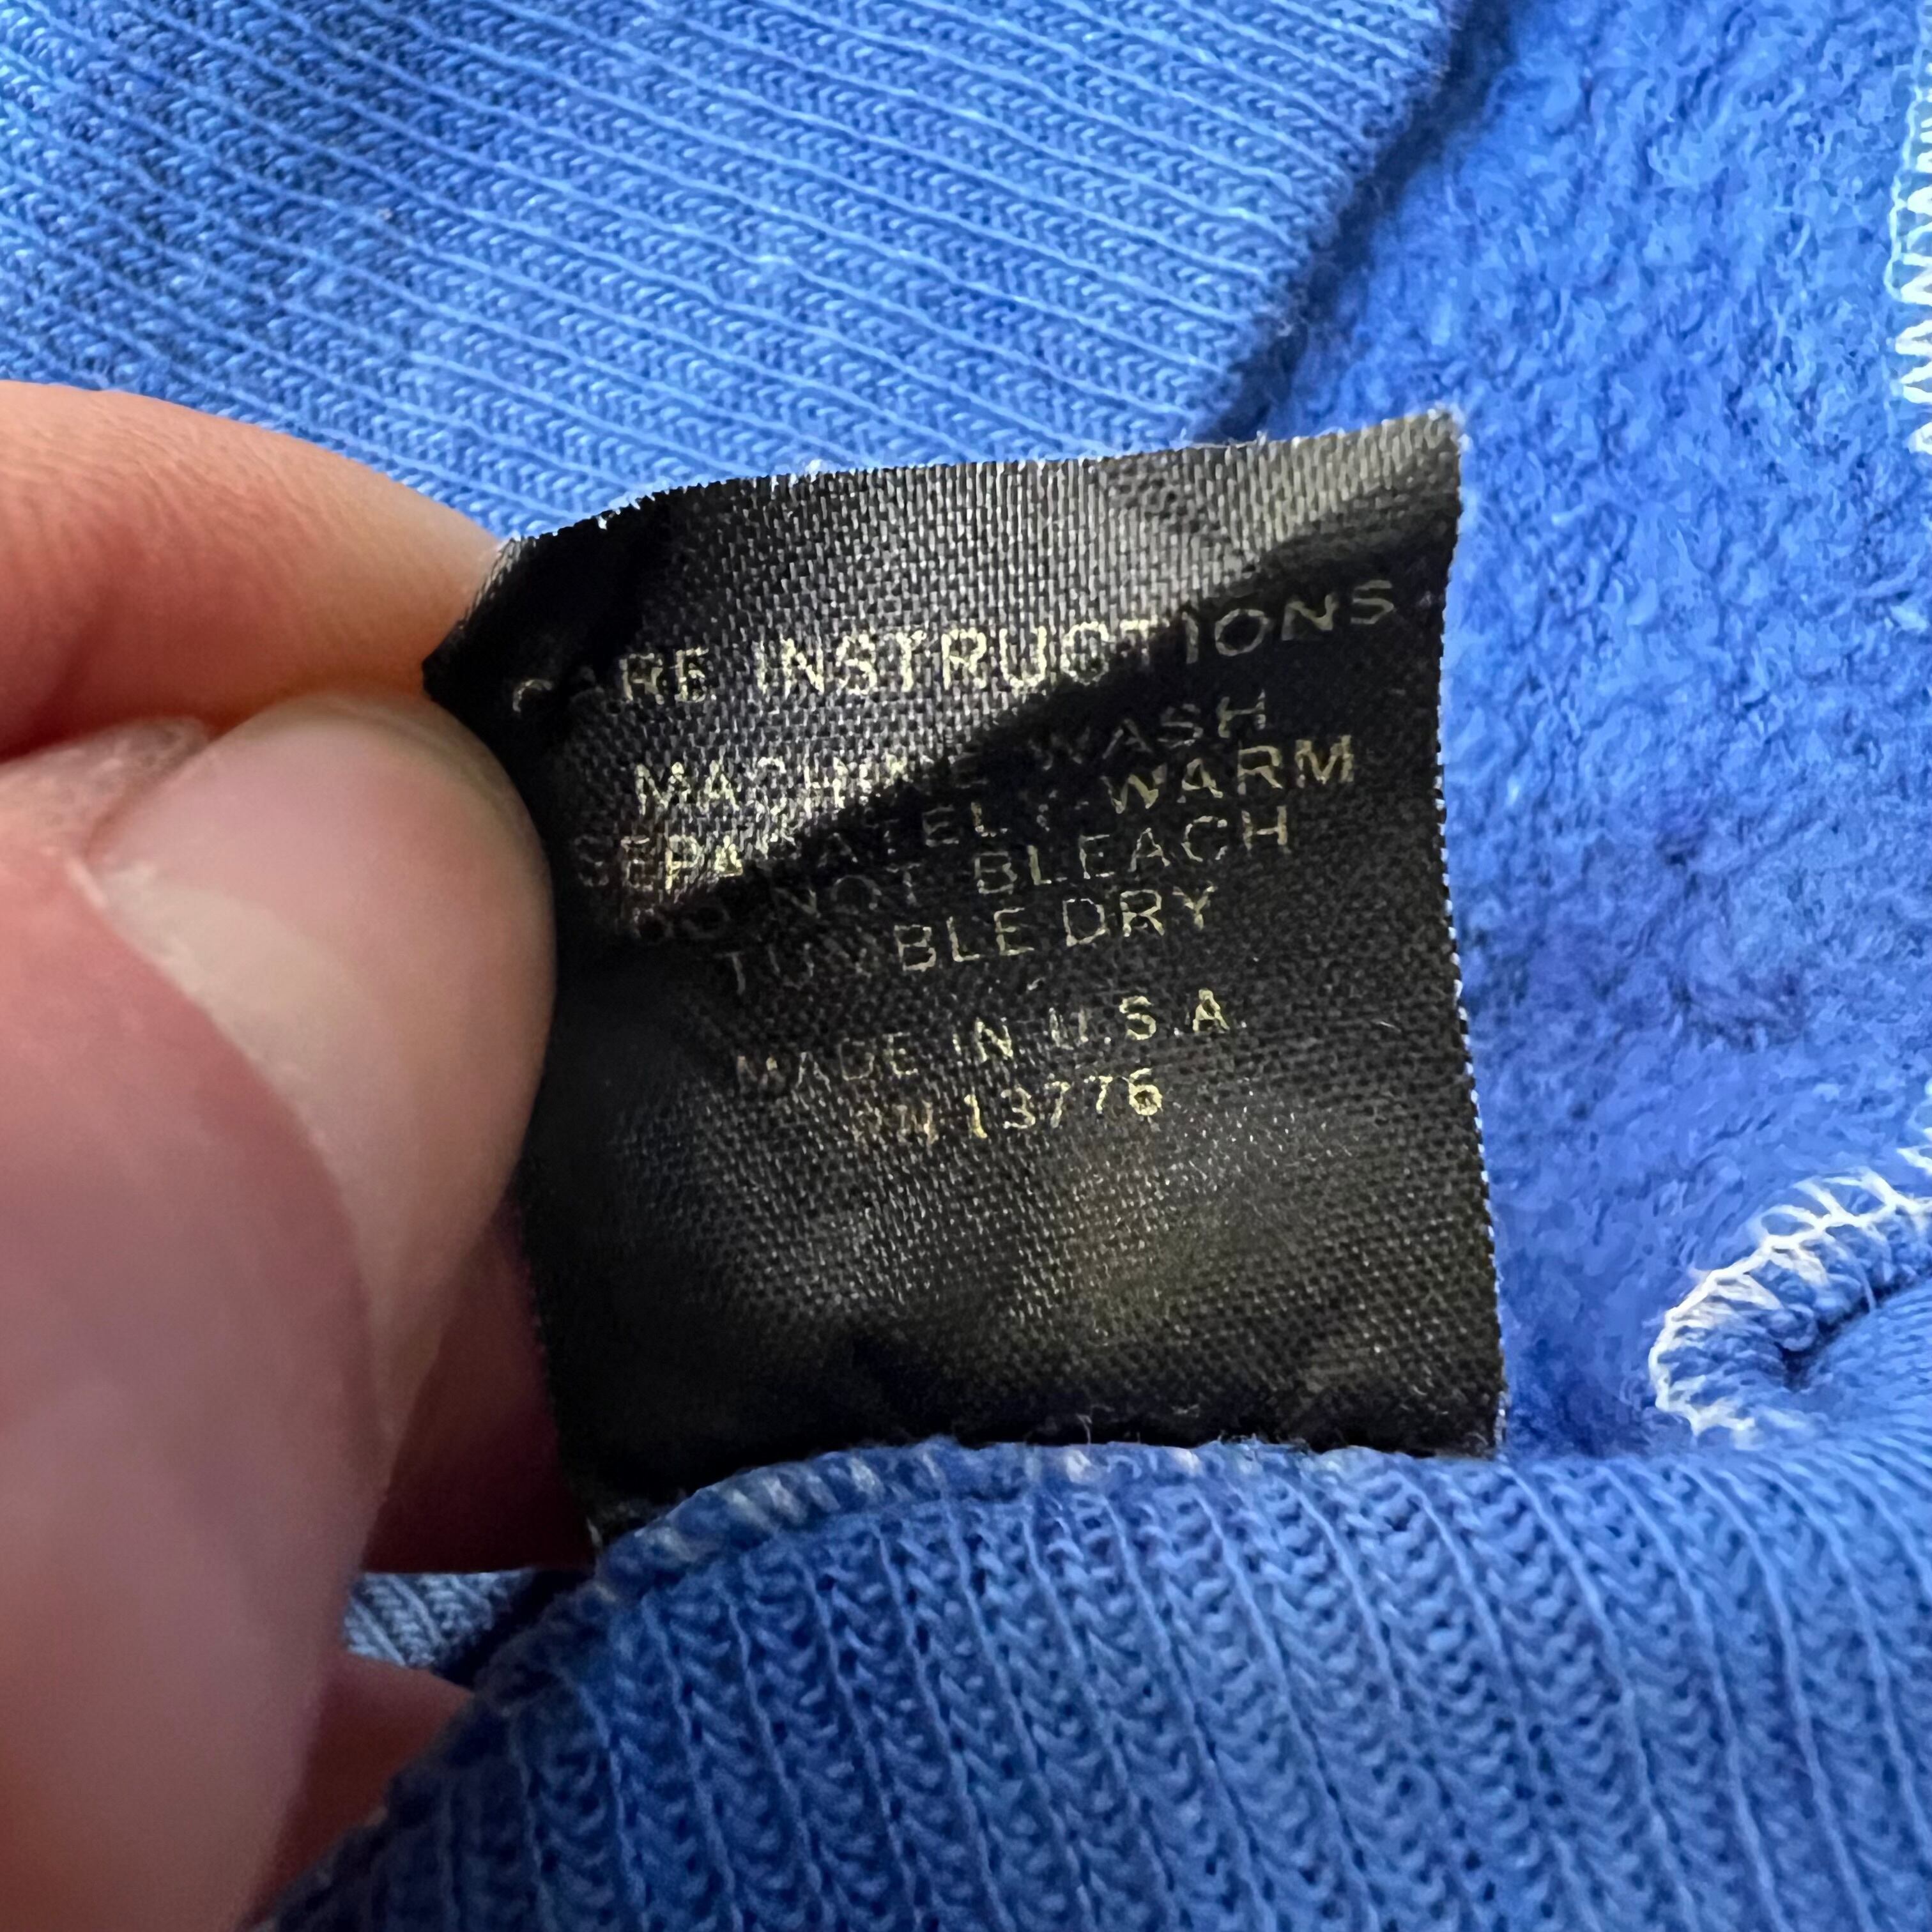 CARE INSTRUCTIONS
MACHINE WASH
SEPARATELY WARM
DO NOT BLEACH
TUMBLE DRY
MADE IN U.S.A.
RN 13776